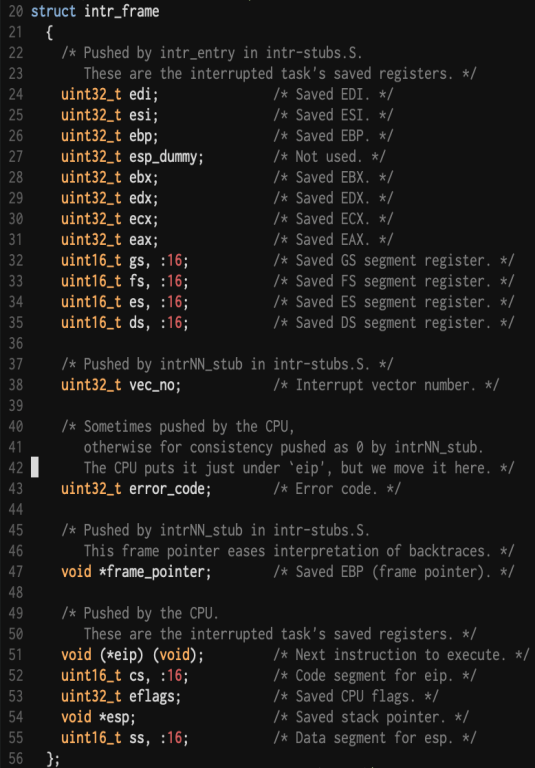 20 struct intr_frame
21   {
22     /* Pushed by intr_entry in intr-stubs.S.
23        These are the interrupted task's saved registers. */
24     uint32_t edi;               /* Saved EDI. */
25     uint32_t esi;               /* Saved ESI. */
26     uint32_t ebp;               /* Saved EBP. */
27     uint32_t esp_dummy;         /* Not used. */
28     uint32_t ebx;               /* Saved EBX. */
29     uint32_t edx;               /* Saved EDX. */
30     uint32_t ecx;               /* Saved ECX. */
31     uint32_t eax;               /* Saved EAX. */
32     uint16_t gs, :16;           /* Saved GS segment register. */
33     uint16_t fs, :16;           /* Saved FS segment register. */
34     uint16_t es, :16;           /* Saved ES segment register. */
35     uint16_t ds, :16;           /* Saved DS segment register. */
36
37     /* Pushed by intrNN_stub in intr-stubs.S. */
38     uint32_t vec_no;            /* Interrupt vector number. */
39
40     /* Sometimes pushed by the CPU,
41        otherwise for consistency pushed as 0 by intrNN_stub.
42        The CPU puts it just under `eip', but we move it here. */
43     uint32_t error_code;        /* Error code. */
44
45     /* Pushed by intrNN_stub in intr-stubs.S.
46        This frame pointer eases interpretation of backtraces. */
47     void *frame_pointer;        /* Saved EBP (frame pointer). */
48
49     /* Pushed by the CPU.
50        These are the interrupted task's saved registers. */
51     void (*eip) (void);         /* Next instruction to execute. */
52     uint16_t cs, :16;           /* Code segment for eip. */
53     uint32_t eflags;            /* Saved CPU flags. */
54     void *esp;                  /* Saved stack pointer. */
55     uint16_t ss, :16;           /* Data segment for esp. */
56   };